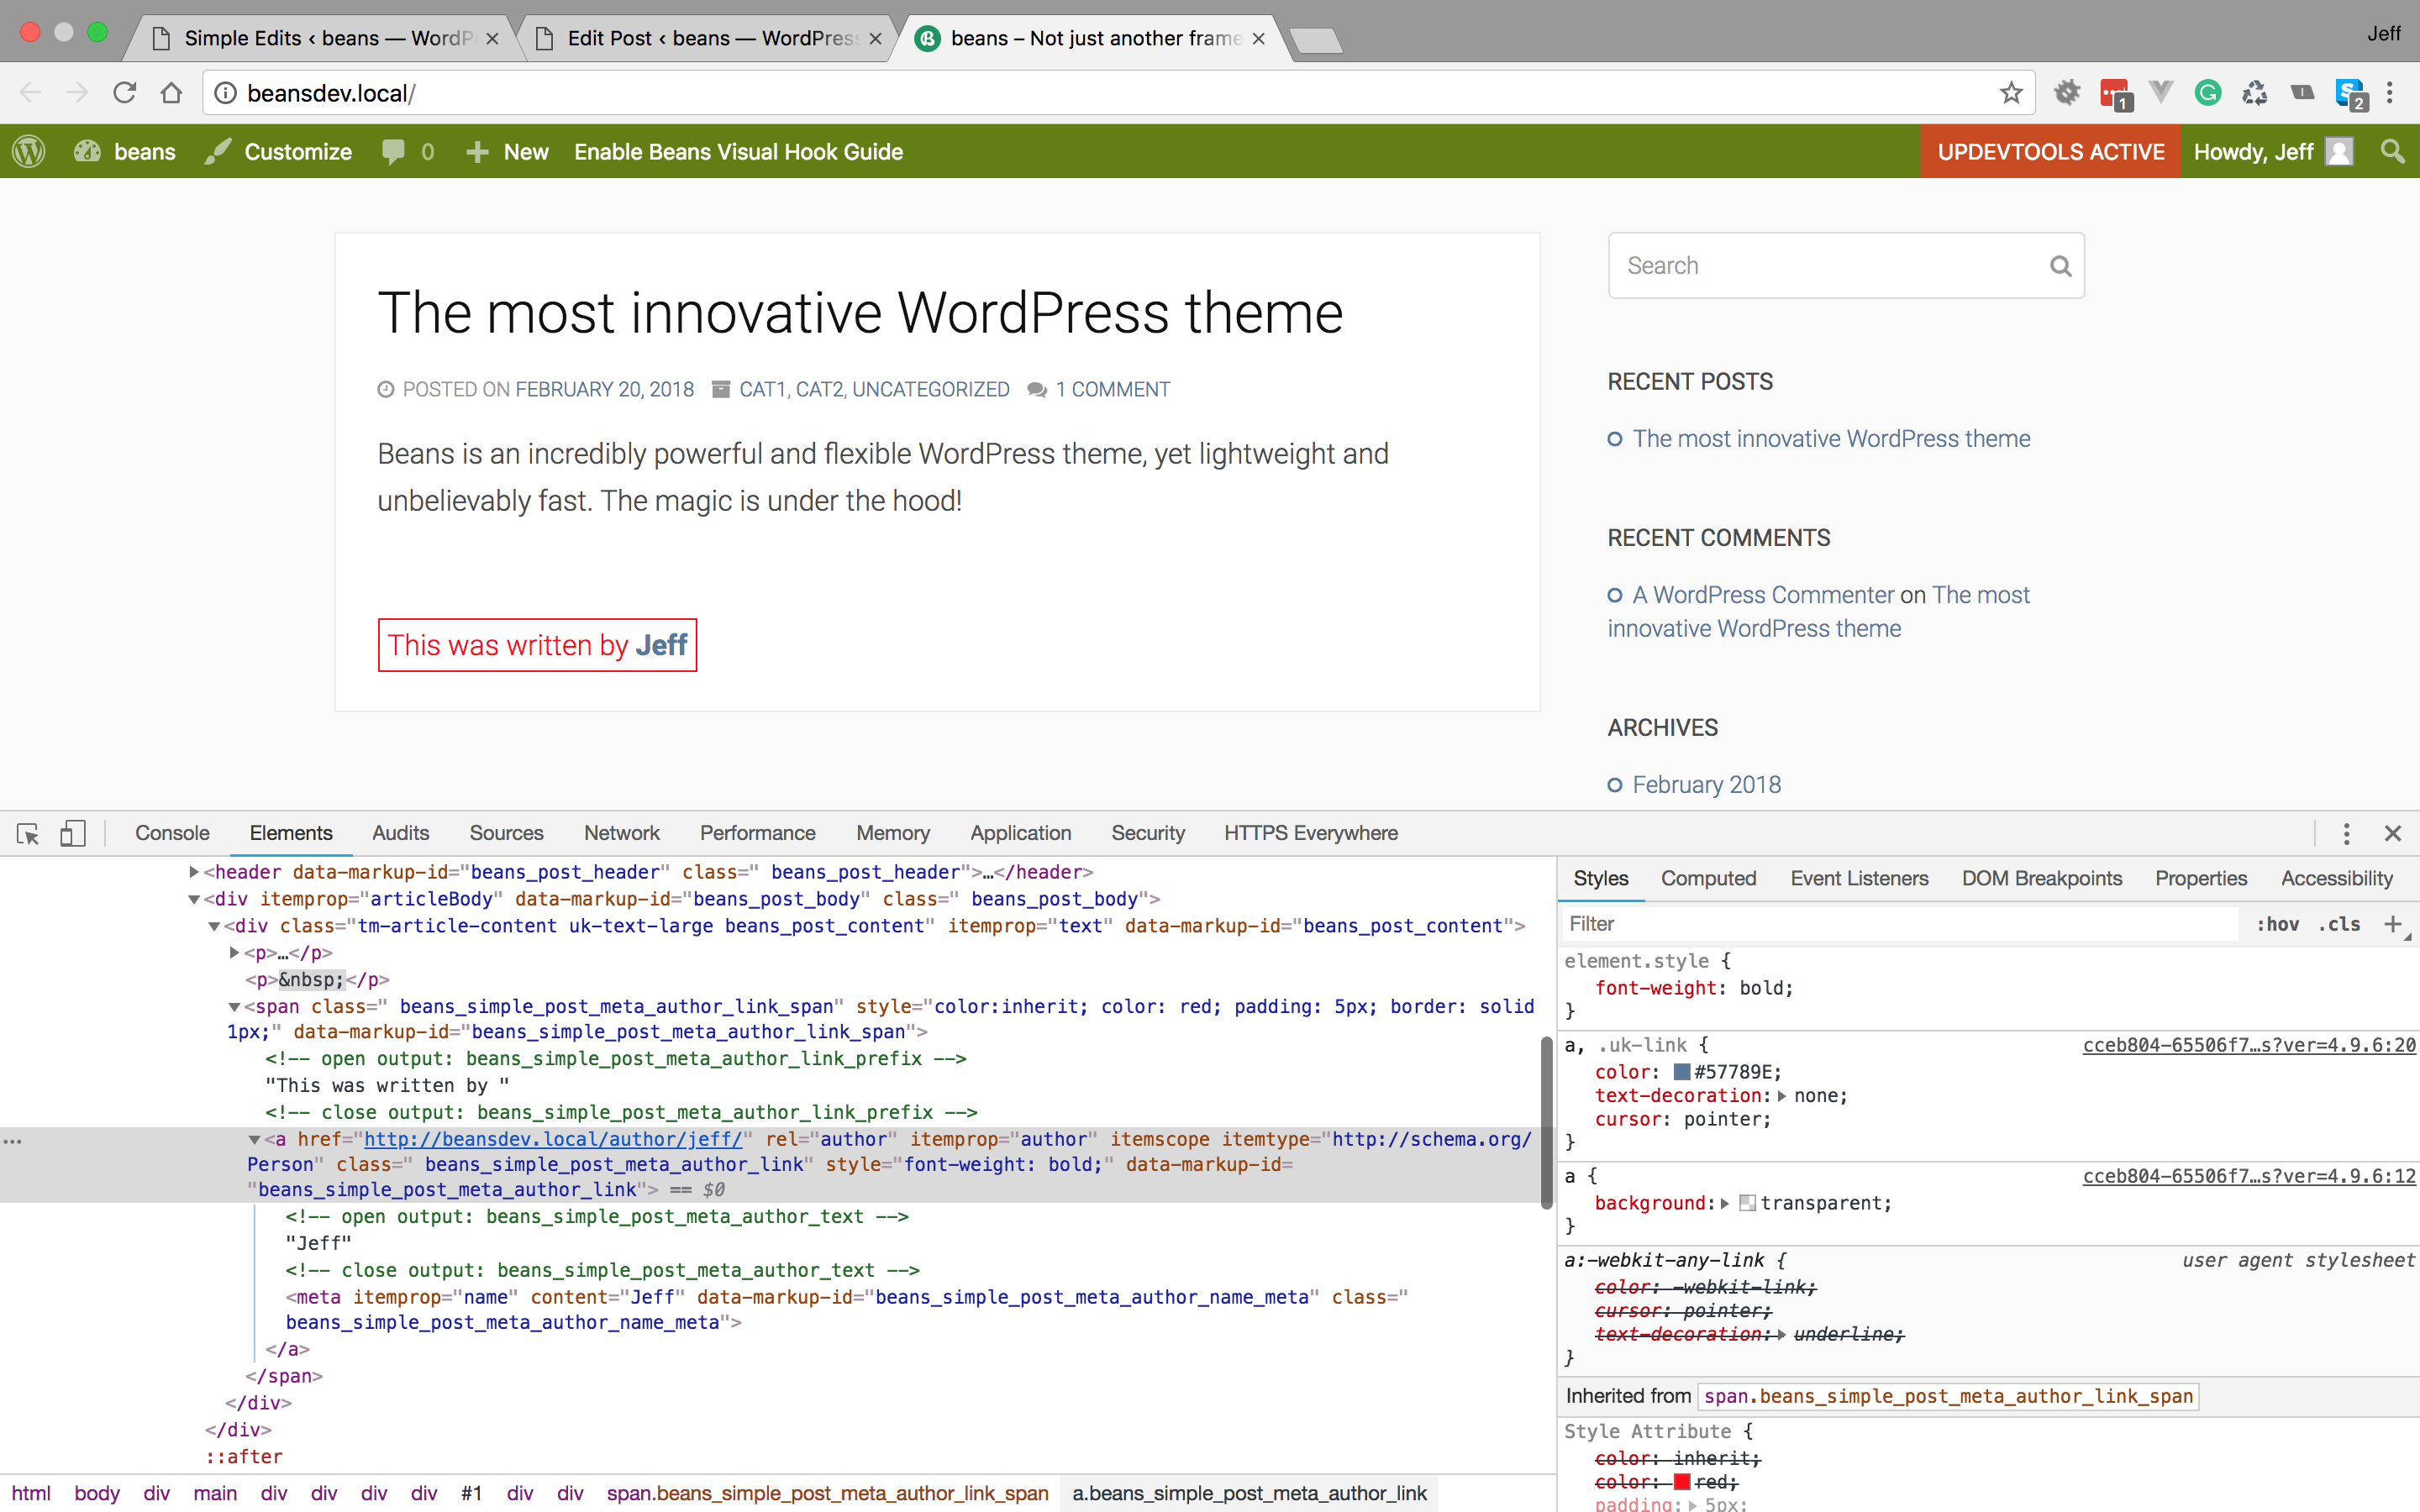 Simple Edits ‹ beans — WordP
Edit Post ‹ beans — WordPress
beans – Not just another frame
Jeff
beansdev.local/
1
2
beans
Customize
0
New
Enable Beans Visual Hook Guide
UPDEVTOOLS ACTIVE
Howdy, Jeff
The most innovative WordPress theme
POSTED ON FEBRUARY 20, 2018 CAT1, CAT2, UNCATEGORIZED 1 COMMENT
Beans is an incredibly powerful and flexible WordPress theme, yet lightweight and
unbelievably fast. The magic is under the hood!
This was written by Jeff
Search
RECENT POSTS
The most innovative WordPress theme
RECENT COMMENTS
A WordPress Commenter on The most
innovative WordPress theme
ARCHIVES
February 2018
Console Elements Audits Sources Network Performance Memory Application Security HTTPS Everywhere
<header data-markup-id="beans_post_header" class=" beans_post_header">…</header>
<div itemprop="articleBody" data-markup-id="beans_post_body" class=" beans_post_body">
<div class="tm-article-content uk-text-large beans_post_content" itemprop="text" data-markup-id="beans_post_content">
<p>…</p>
<p>&nbsp;</p>
<span class=" beans_simple_post_meta_author_link_span" style="color:inherit; color: red; padding: 5px; border: solid
1px;" data-markup-id="beans_simple_post_meta_author_link_span">
<!-- open output: beans_simple_post_meta_author_link_prefix -->
"This was written by "
<!-- close output: beans_simple_post_meta_author_link_prefix -->
<a href="http://beansdev.local/author/jeff/" rel="author" itemprop="author" itemscope itemtype="http://schema.org/
Person" class=" beans_simple_post_meta_author_link" style="font-weight: bold;" data-markup-id=
"beans_simple_post_meta_author_link"> == $0
<!-- open output: beans_simple_post_meta_author_text -->
"Jeff"
<!-- close output: beans_simple_post_meta_author_text -->
<meta itemprop="name" content="Jeff" data-markup-id="beans_simple_post_meta_author_name_meta" class="
beans_simple_post_meta_author_name_meta">
</a>
</span>
</div>
</div>
::after
html body div main div div div div #1 div div span.beans_simple_post_meta_author_link_span a.beans_simple_post_meta_author_link
Styles Computed Event Listeners DOM Breakpoints Properties Accessibility
Filter :hov .cls +
element.style {
font-weight: bold;
}
a, .uk-link { cceb804-65506f7…s?ver=4.9.6:20
color: #57789E;
text-decoration: none;
cursor: pointer;
}
a { cceb804-65506f7…s?ver=4.9.6:12
background: transparent;
}
a:-webkit-any-link { user agent stylesheet
color: -webkit-link;
cursor: pointer;
text-decoration: underline;
}
Inherited from span.beans_simple_post_meta_author_link_span
Style Attribute {
color: inherit;
color: red;
padding: 5px;